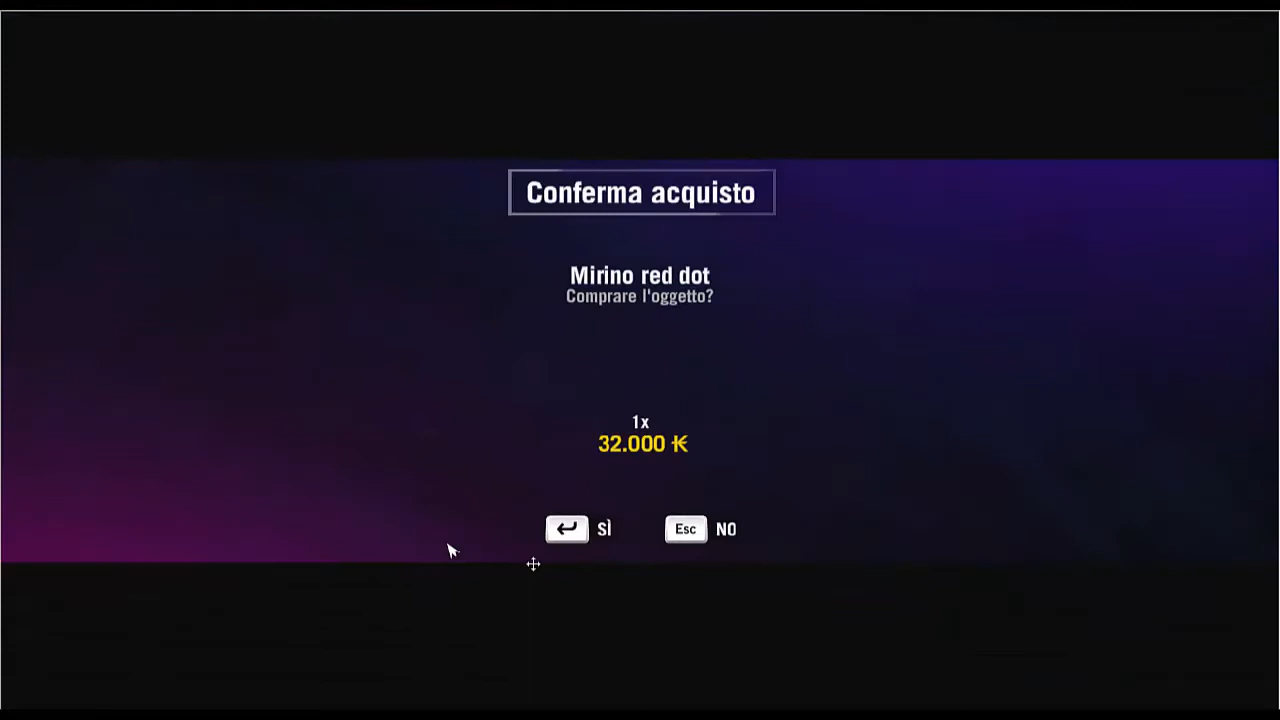 Conferma acquisto
Mirino red dot
Comprare l'oggetto?
1x
32.000 ₭
SÌ
Esc NO